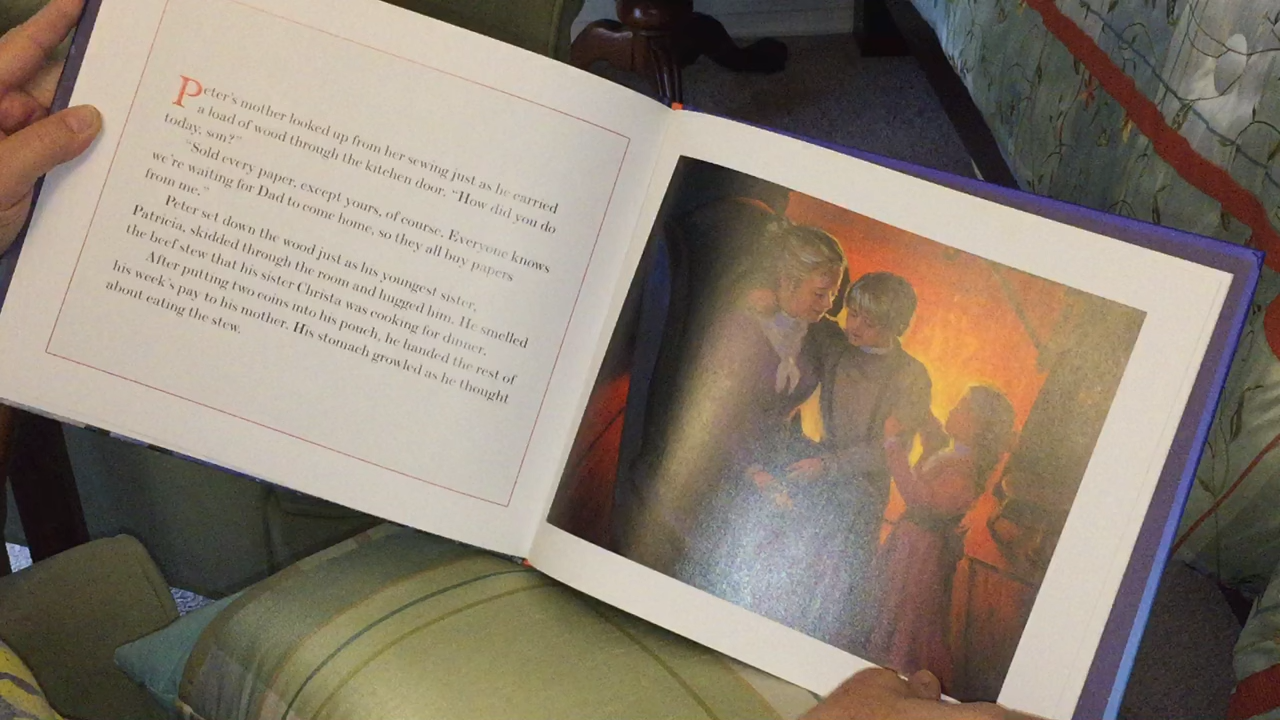 Peter's mother looked up from her sewing just as he carried
a load of wood through the kitchen door. "How did you do
today, son?"
"Sold every paper, except yours, of course. Everyone knows
we're waiting for Dad to come home, so they all buy papers
from me."
Peter set down the wood just as his youngest sister,
Patricia, skidded through the room and hugged him. He smelled
the beef stew that his sister Christa was cooking for dinner.
After putting two coins into his pouch, he handed the rest of
his week's pay to his mother. His stomach growled as he thought
about eating the stew.